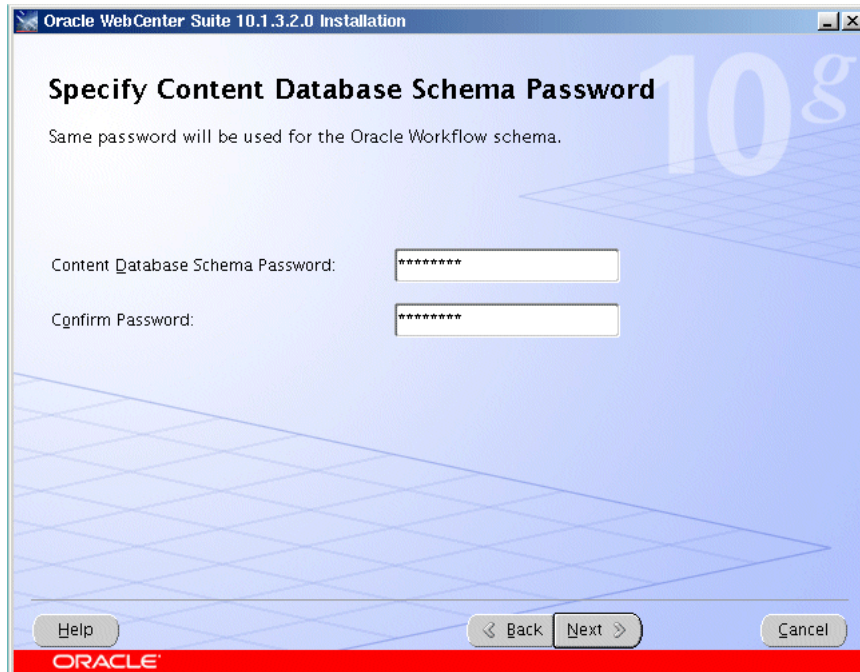 Oracle WebCenter Suite 10.1.3.2.0 Installation
10g
Specify Content Database Schema Password
Same password will be used for the Oracle Workflow schema.
Content Database Schema Password: ********
Confirm Password: ********
Help Back Next Cancel
ORACLE